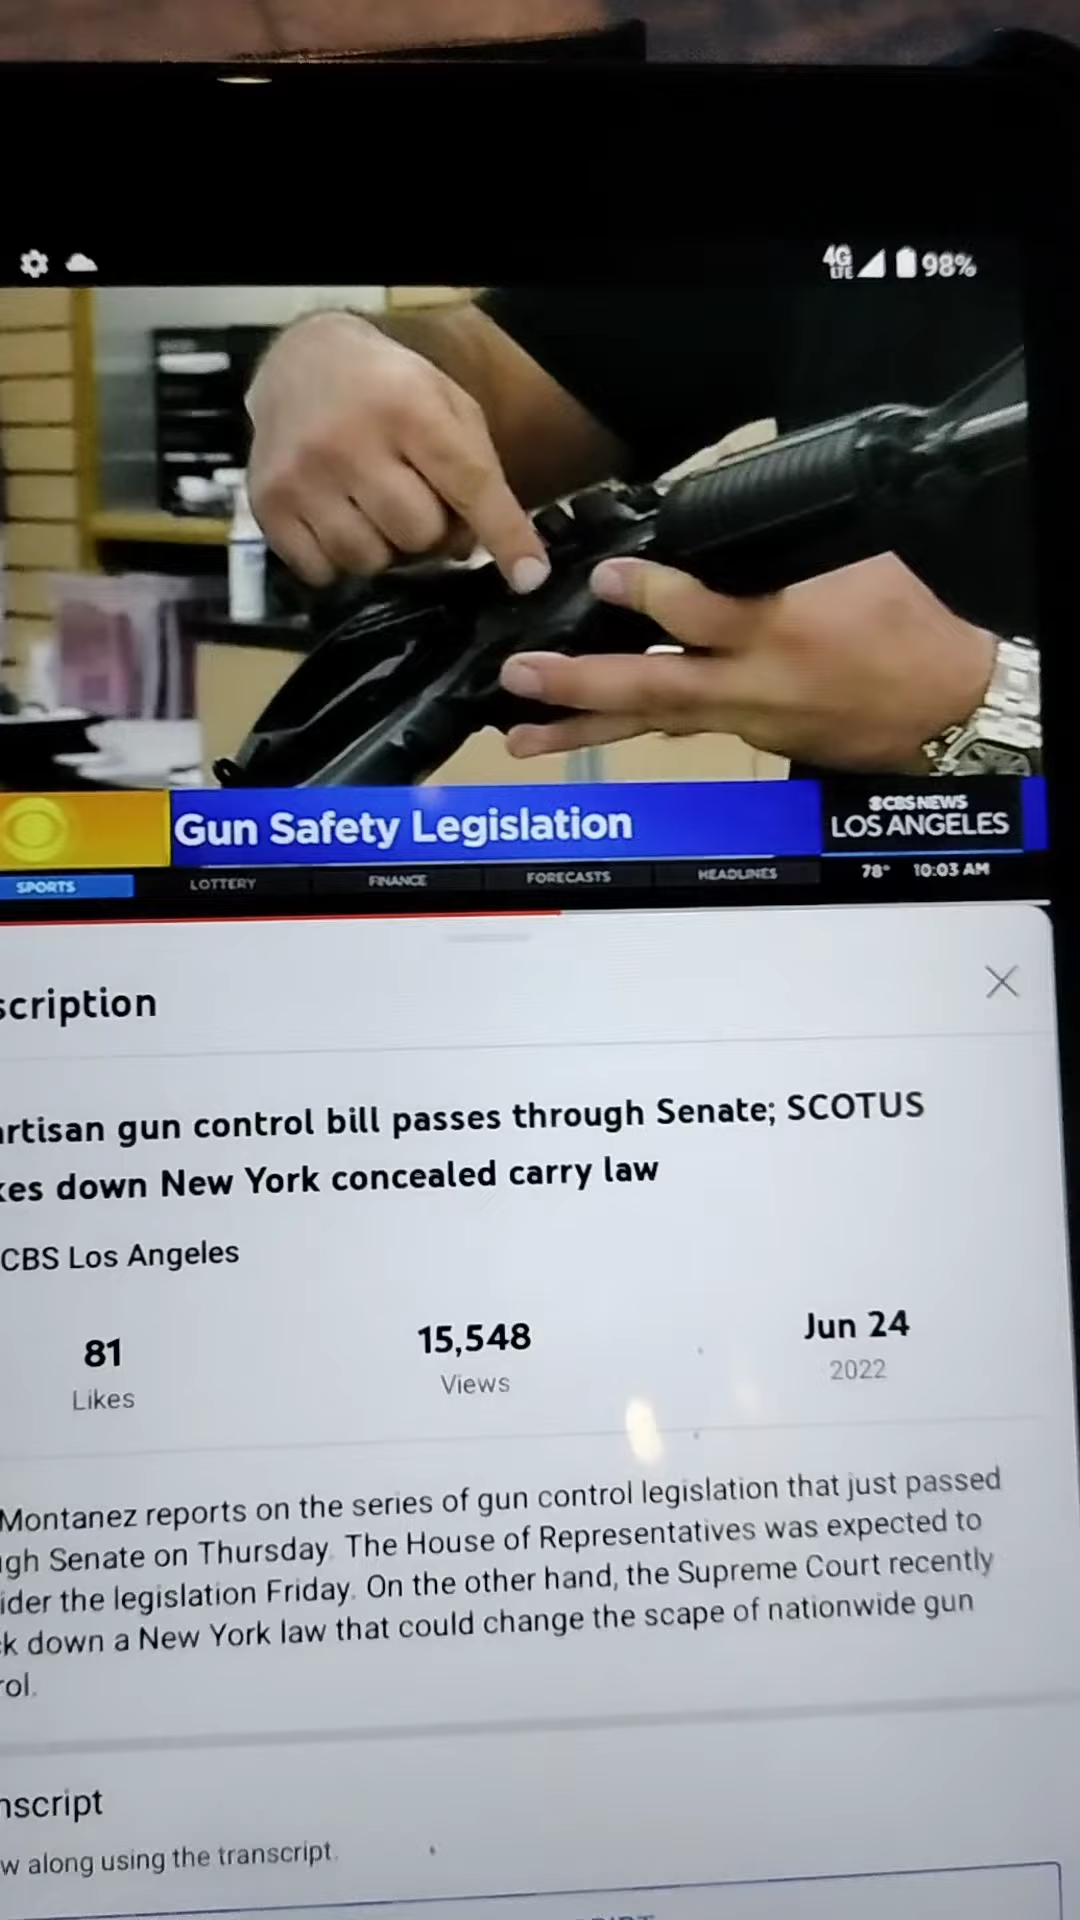 4G
LTE
98%
Gun Safety Legislation
CBS NEWS
LOS ANGELES
SPORTS
LOTTERY
FINANCE
FORECASTS
HEADLINES
78° 10:03 AM
scription
artisan gun control bill passes through Senate; SCOTUS
kes down New York concealed carry law
CBS Los Angeles
81
Likes
15,548
Views
Jun 24
2022
Montanez reports on the series of gun control legislation that just passed
ugh Senate on Thursday. The House of Representatives was expected to
ider the legislation Friday. On the other hand, the Supreme Court recently
k down a New York law that could change the scape of nationwide gun
rol.
nscript
w along using the transcript.